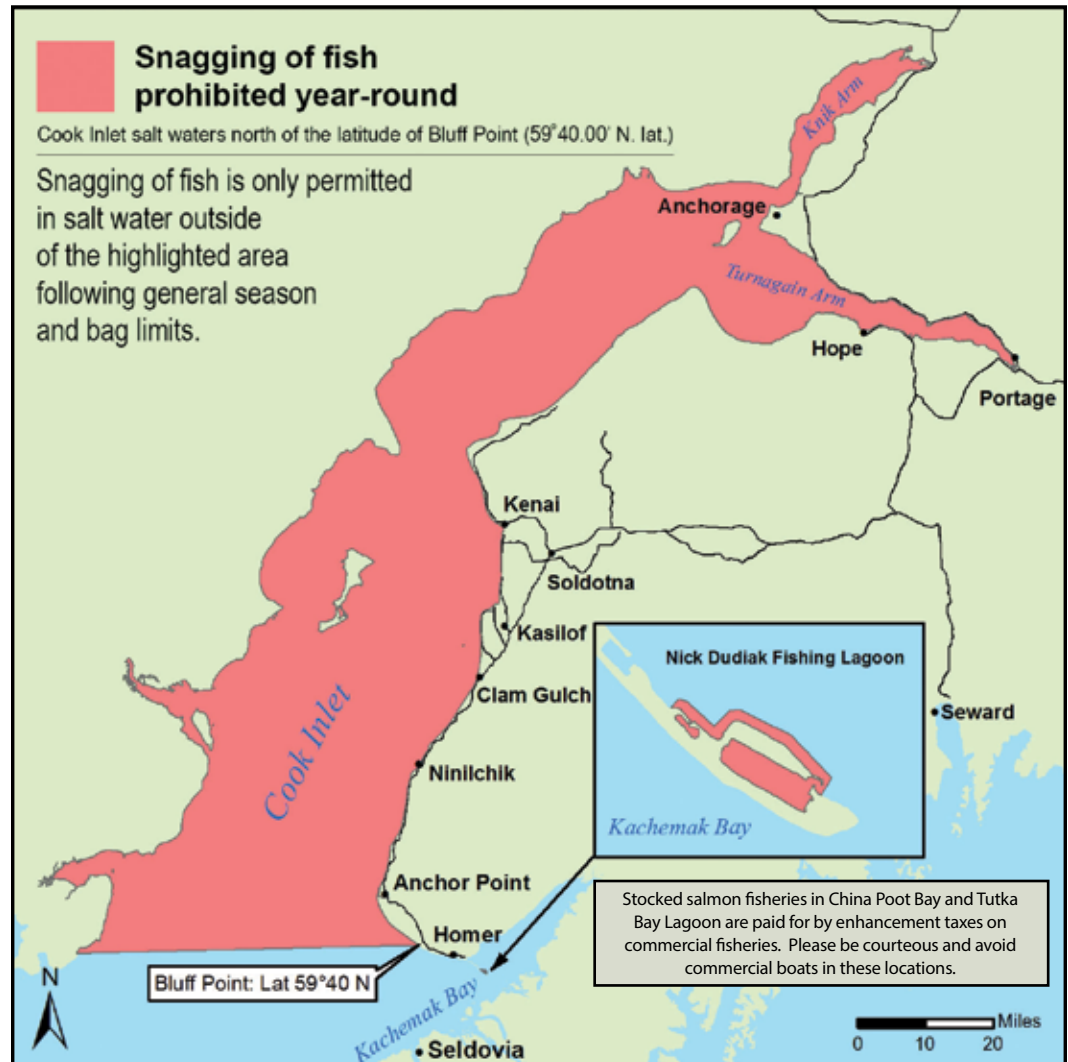 Snagging of fish
prohibited year-round
Cook Inlet salt waters north of the latitude of Bluff Point (59°40.00' N. lat.)
Snagging of fish is only permitted
in salt water outside
of the highlighted area
following general season
and bag limits.
Knik Arm
Anchorage
Turnagain Arm
Hope
Portage
Kenai
Soldotna
Kasilof
Nick Dudiak Fishing Lagoon
Clam Gulch
Seward
Cook Inlet
Ninilchik
Kachemak Bay
Anchor Point
Stocked salmon fisheries in China Poot Bay and Tutka
Bay Lagoon are paid for by enhancement taxes on
commercial fisheries. Please be courteous and avoid
commercial boats in these locations.
Homer
N
Bluff Point: Lat 59°40 N
Kachemak Bay
Miles
0 10 20
Seldovia